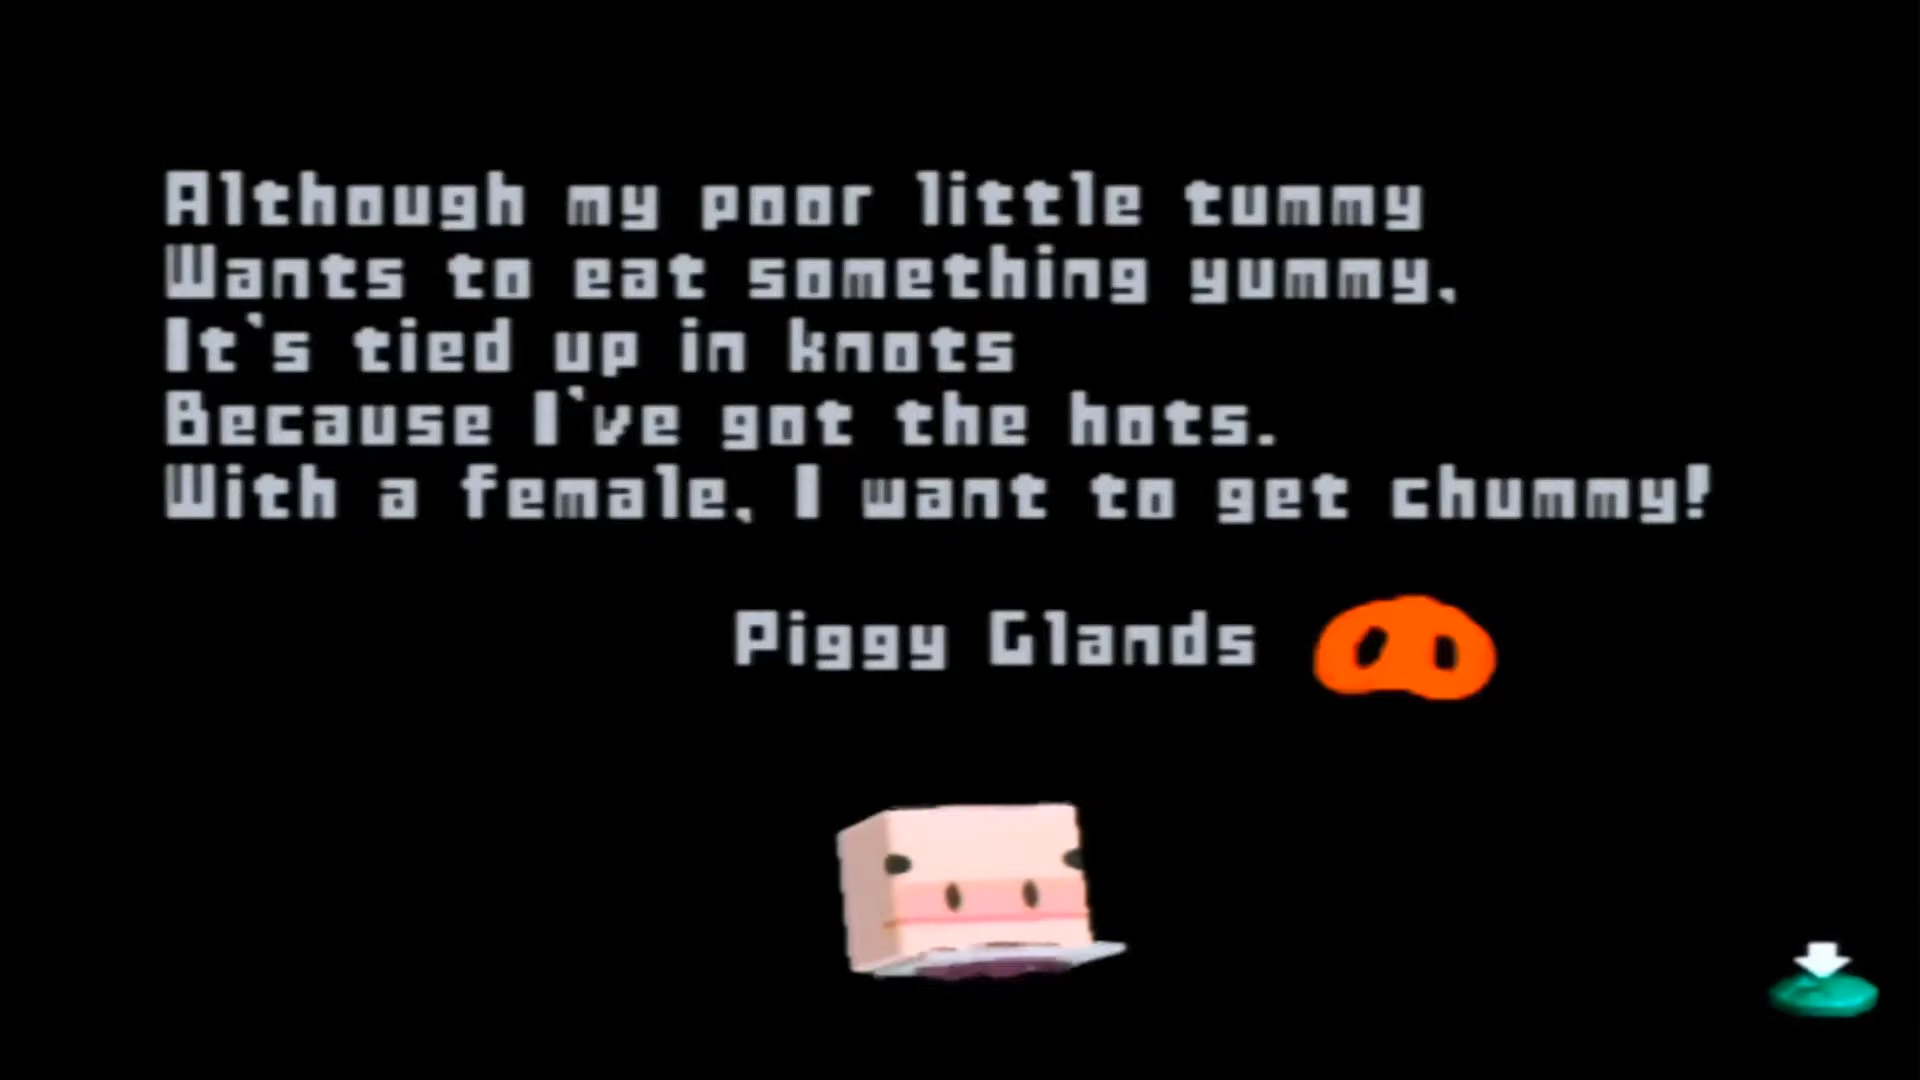 Although my poor little tummy
Wants to eat something yummy,
It's tied up in knots
Because I've got the hots.
With a female, I want to get chummy!
Piggy Glands